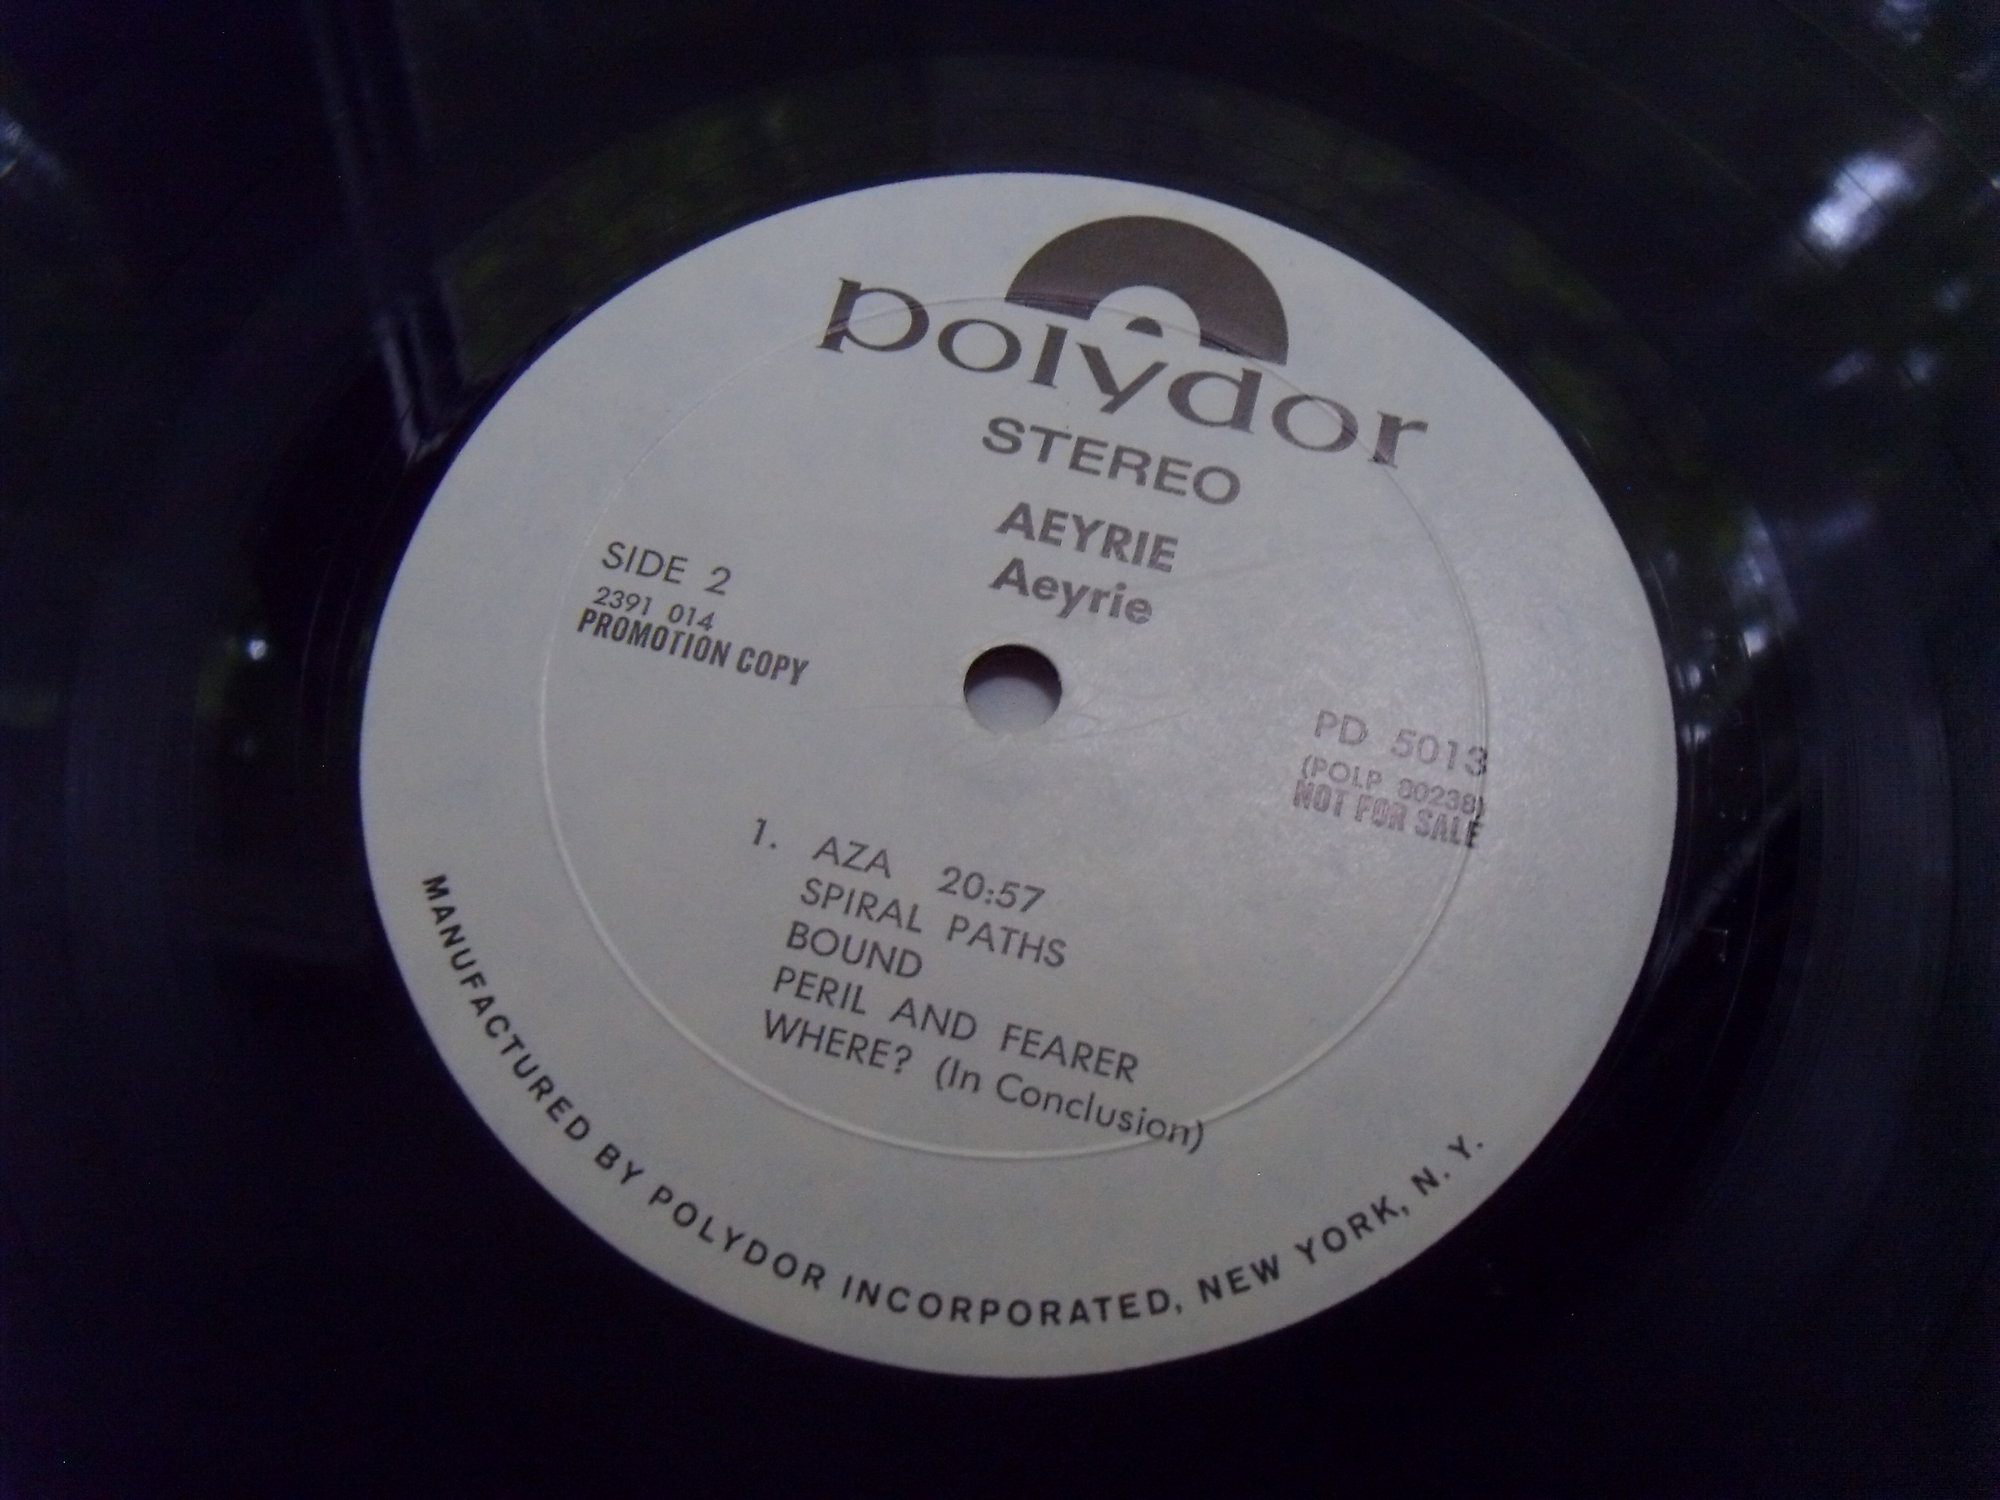 polydor
STEREO
AEYRIE
Aeyrie
SIDE 2
2391 014
PROMOTION COPY
PD 5013
(POLP 80238)
NOT FOR SALE
1. AZA 20:57
SPIRAL PATHS
BOUND
PERIL AND FEARER
WHERE? (In Conclusion)
MANUFACTURED BY POLYDOR INCORPORATED, NEW YORK, N. Y.